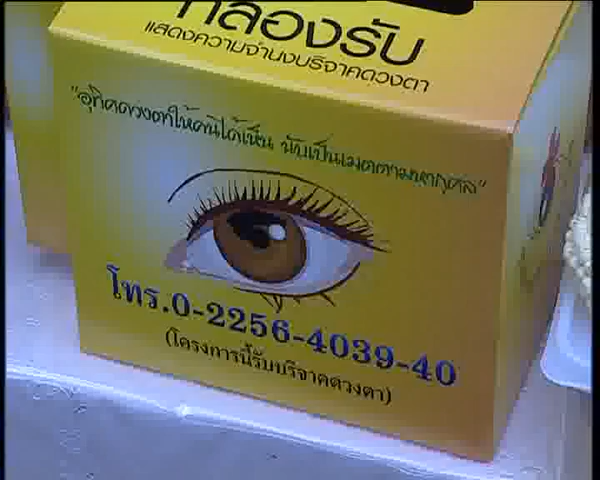 กล่องรับ
แสดงความจำนงบริจาคดวงตา
"อุทิศดวงตาให้คนได้เห็น นับเป็นเมตตามหากุศล"
โทร.0-2256-4039-40
(โครงการนี้รับบริจาคดวงตา)